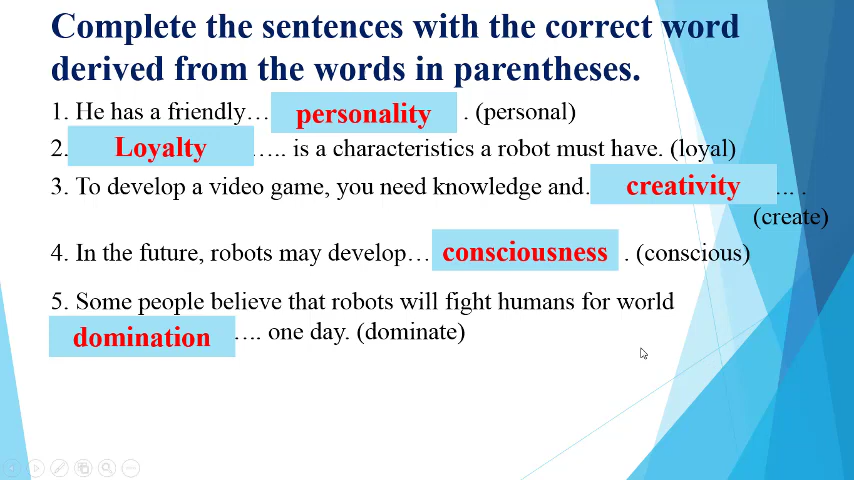 Complete the sentences with the correct word
derived from the words in parentheses.
1. He has a friendly… personality . (personal)
2. Loyalty ….. is a characteristics a robot must have. (loyal)
3. To develop a video game, you need knowledge and… creativity ... .
(create)
4. In the future, robots may develop… consciousness . (conscious)
5. Some people believe that robots will fight humans for world
domination …. one day. (dominate)